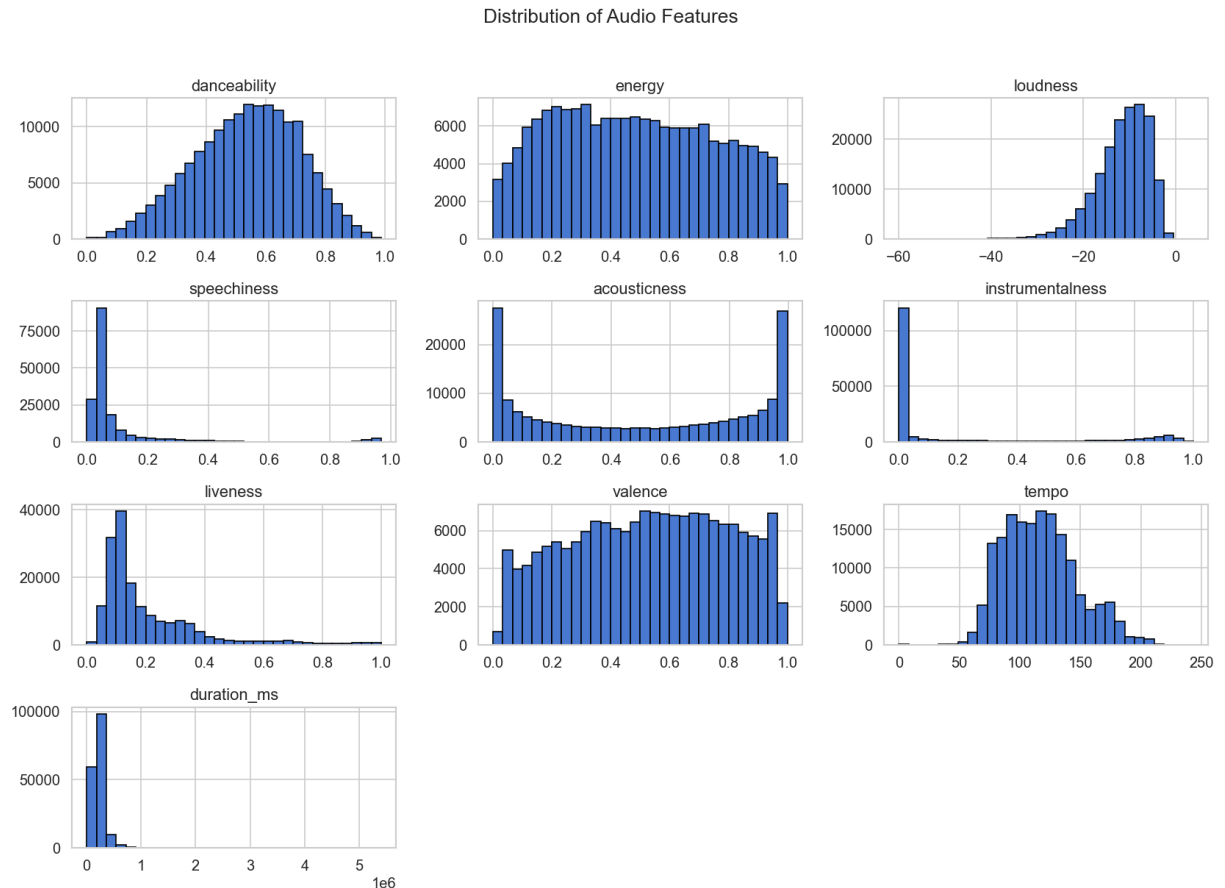 Distribution of Audio Features
danceability
10000
5000
0
0.0 0.2 0.4 0.6 0.8 1.0
energy
6000
4000
2000
0
0.0 0.2 0.4 0.6 0.8 1.0
loudness
20000
10000
0
−60 −40 −20 0
speechiness
75000
50000
25000
0
0.0 0.2 0.4 0.6 0.8 1.0
acousticness
20000
10000
0
0.0 0.2 0.4 0.6 0.8 1.0
instrumentalness
100000
50000
0
0.0 0.2 0.4 0.6 0.8 1.0
liveness
40000
20000
0
0.0 0.2 0.4 0.6 0.8 1.0
valence
6000
4000
2000
0
0.0 0.2 0.4 0.6 0.8 1.0
tempo
15000
10000
5000
0
0 50 100 150 200 250
duration_ms
100000
50000
0
0 1 2 3 4 5
1e6